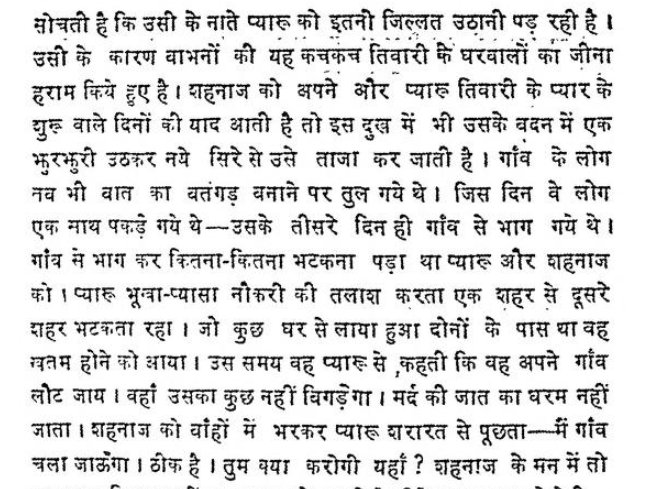 सोचती है कि उसी के नाते प्यारू को इतनी जिल्लत उठानी पड़ रही है।
उसी के कारण वाभनों की यह कचकच तिवारी के घरवालों का जीना
हराम किये हुए है। शहनाज को अपने और प्यारू तिवारी के प्यार के
शुरू वाले दिनों की याद आती है तो इस दुख में भी उसके वदन में एक
झुरझुरी उठकर नये सिरे से उसे ताजा कर जाती है। गाँव के लोग
तव भी वात का वतंगड़ वनाने पर तुल गये थे। जिस दिन वे लोग
एक साथ पकड़े गये थे—उसके तीसरे दिन ही गांव से भाग गये थे।
गांव से भाग कर कितना-कितना भटकना पड़ा था प्यारू और शहनाज
को। प्यारू भूखा-प्यासा नौकरी की तलाश करता एक शहर से दूसरे
शहर भटकता रहा। जो कुछ घर से लाया हुआ दोनों के पास था वह
खतम होने को आया। उस समय वह प्यारू से ,कहती कि वह अपने गाँव
लौट जाय। वहाँ उसका कुछ नहीं विगड़ेगा। मर्द की जात का धरम नहीं
जाता। शहनाज को वाँहों में भरकर प्यारू शरारत से पूछता—मैं गांव
चला जाऊँगा। ठीक है। तुम क्या करोगी यहाँ? शहनाज के मन में तो